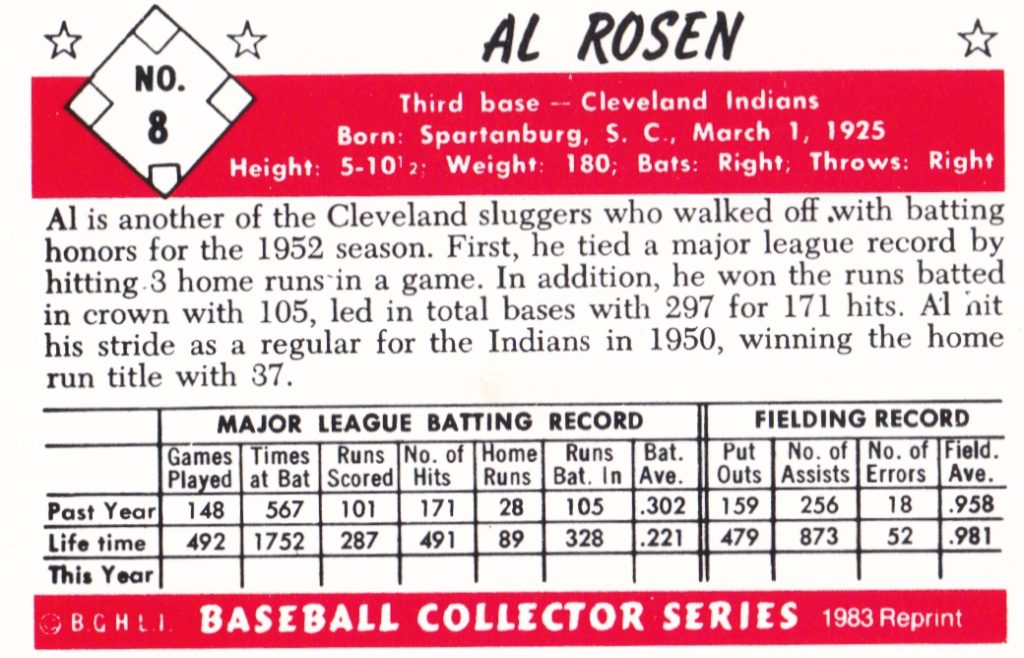 AL ROSEN
NO.
8
Third base -- Cleveland Indians
Born: Spartanburg, S. C., March 1, 1925
Height: 5-10½; Weight: 180; Bats: Right; Throws: Right
Al is another of the Cleveland sluggers who walked off with batting
honors for the 1952 season. First, he tied a major league record by
hitting 3 home runs in a game. In addition, he won the runs batted
in crown with 105, led in total bases with 297 for 171 hits. Al hit
his stride as a regular for the Indians in 1950, winning the home
run title with 37.
MAJOR LEAGUE BATTING RECORD FIELDING RECORD
Games Times Runs No. of Home Runs Bat. Put No. of No. of Field.
Played at Bat Scored Hits Runs Bat. In Ave. Outs Assists Errors Ave.
Past Year 148 567 101 171 28 105 .302 159 256 18 .958
Life time 492 1752 287 491 89 328 .221 479 873 52 .981
This Year
B.G H L I. BASEBALL COLLECTOR SERIES 1983 Reprint